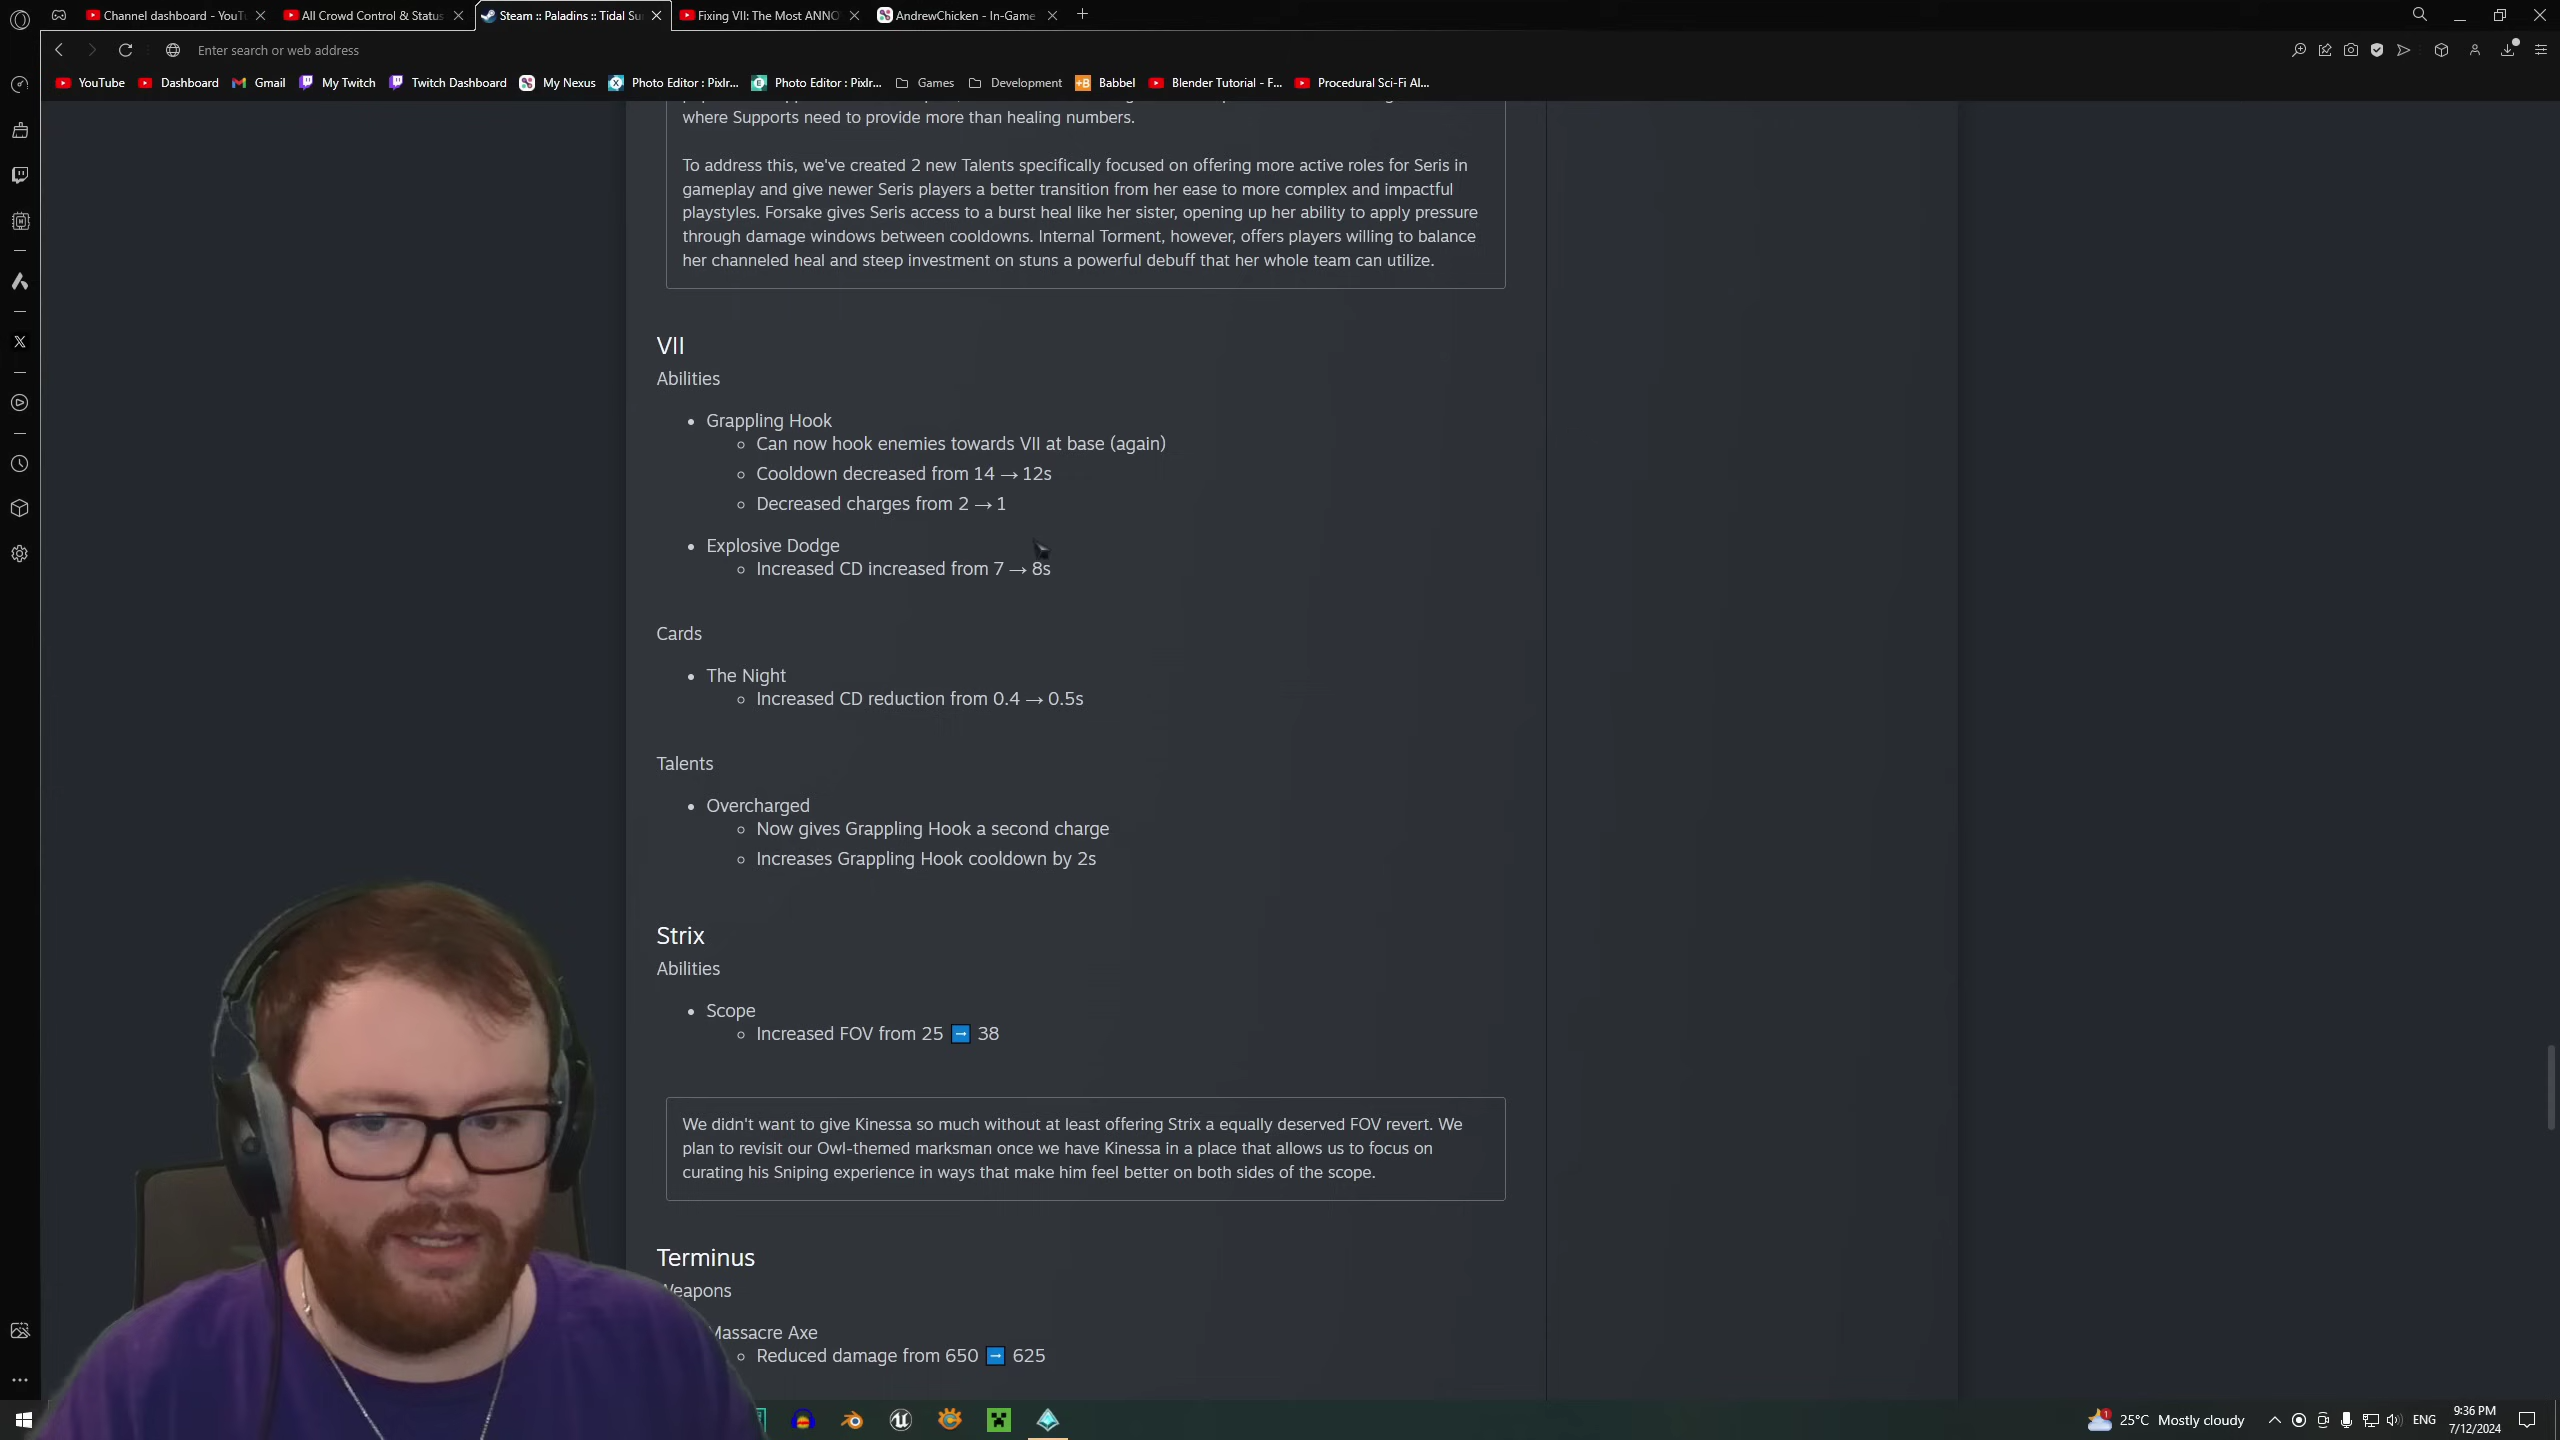 Channel dashboard - YouTu
All Crowd Control & Status
Steam :: Paladins :: Tidal Su
Fixing VII: The Most ANNO
AndrewChicken - In-Game
Enter search or web address
YouTube
Dashboard
Gmail
My Twitch
Twitch Dashboard
My Nexus
Photo Editor : Pixlr...
Photo Editor : Pixlr...
Games
Development
Babbel
Blender Tutorial - F...
Procedural Sci-Fi Al...
where Supports need to provide more than healing numbers.
To address this, we've created 2 new Talents specifically focused on offering more active roles for Seris in
gameplay and give newer Seris players a better transition from her ease to more complex and impactful
playstyles. Forsake gives Seris access to a burst heal like her sister, opening up her ability to apply pressure
through damage windows between cooldowns. Internal Torment, however, offers players willing to balance
her channeled heal and steep investment on stuns a powerful debuff that her whole team can utilize.
VII
Abilities
• Grappling Hook
◦ Can now hook enemies towards VII at base (again)
◦ Cooldown decreased from 14 → 12s
◦ Decreased charges from 2 → 1
• Explosive Dodge
◦ Increased CD increased from 7 → 8s
Cards
• The Night
◦ Increased CD reduction from 0.4 → 0.5s
Talents
• Overcharged
◦ Now gives Grappling Hook a second charge
◦ Increases Grappling Hook cooldown by 2s
Strix
Abilities
• Scope
◦ Increased FOV from 25 ➡ 38
We didn't want to give Kinessa so much without at least offering Strix a equally deserved FOV revert. We
plan to revisit our Owl-themed marksman once we have Kinessa in a place that allows us to focus on
curating his Sniping experience in ways that make him feel better on both sides of the scope.
Terminus
Weapons
Massacre Axe
◦ Reduced damage from 650 ➡ 625
25°C Mostly cloudy
ENG
9:36 PM
7/12/2024